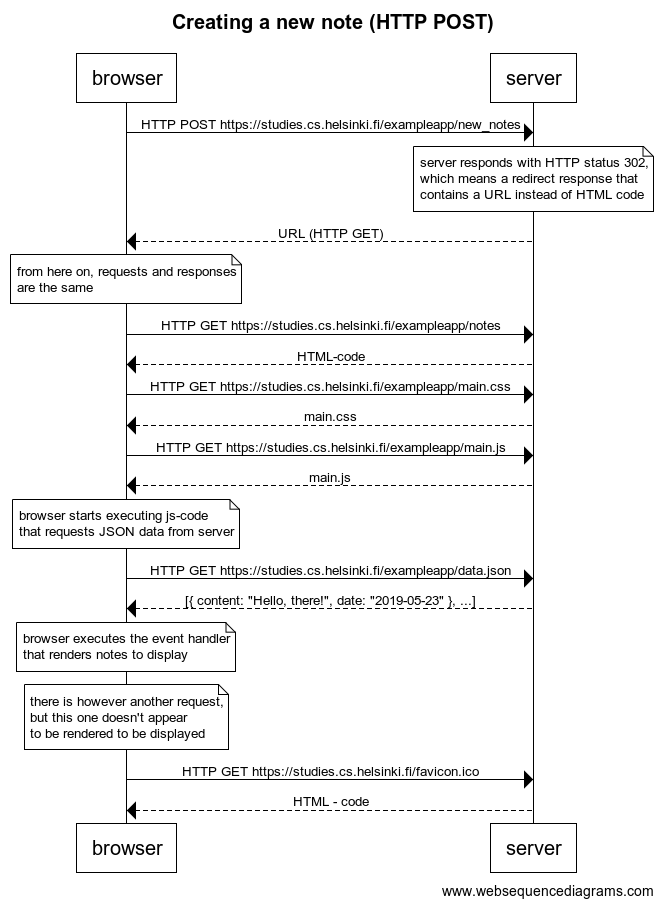 Creating a new note (HTTP POST)
browser
server
HTTP POST https://studies.cs.helsinki.fi/exampleapp/new_notes
server responds with HTTP status 302,
which means a redirect response that
contains a URL instead of HTML code
URL (HTTP GET)
from here on, requests and responses
are the same
HTTP GET https://studies.cs.helsinki.fi/exampleapp/notes
HTML-code
HTTP GET https://studies.cs.helsinki.fi/exampleapp/main.css
main.css
HTTP GET https://studies.cs.helsinki.fi/exampleapp/main.js
main.js
browser starts executing js-code
that requests JSON data from server
HTTP GET https://studies.cs.helsinki.fi/exampleapp/data.json
[{ content: "Hello, there!", date: "2019-05-23" }, ...]
browser executes the event handler
that renders notes to display
there is however another request,
but this one doesn't appear
to be rendered to be displayed
HTTP GET https://studies.cs.helsinki.fi/favicon.ico
HTML - code
browser
server
www.websequencediagrams.com